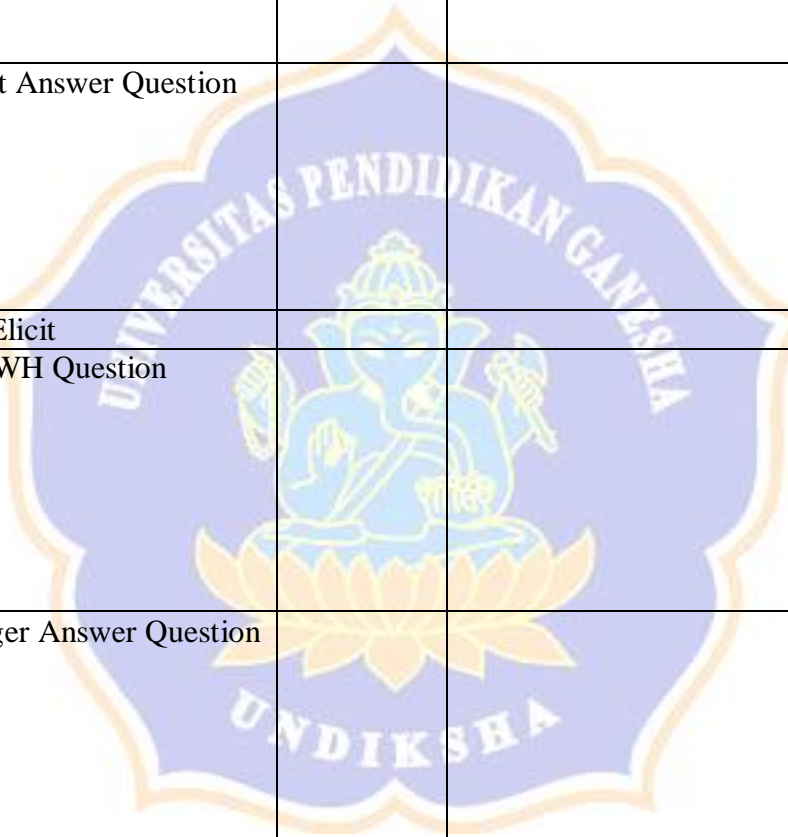 t Answer Question
UNIVERSITAS PENDIDIKAN GANESHA
Elicit
WH Question
ger Answer Question
UNDIKSHA